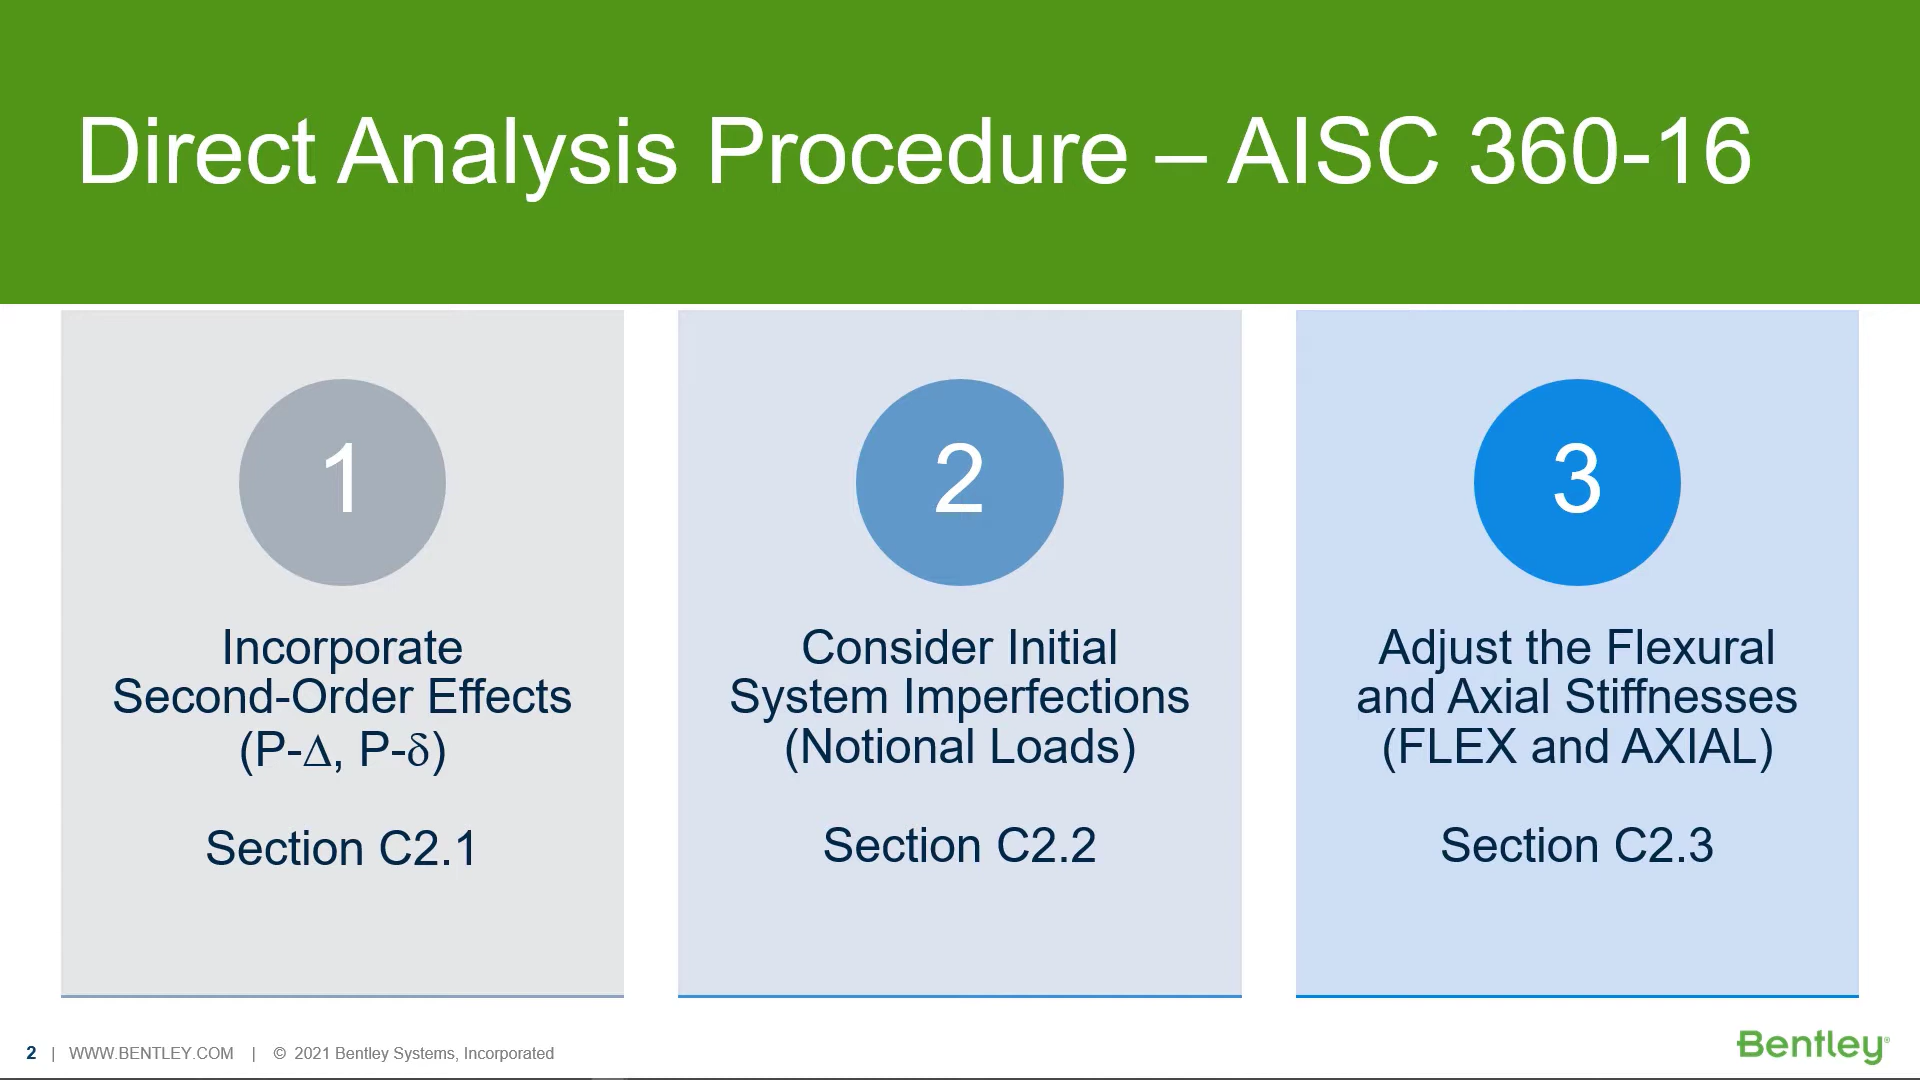 Direct Analysis Procedure – AISC 360-16
1
Incorporate
Second-Order Effects
(P-Δ, P-δ)
Section C2.1
2
Consider Initial
System Imperfections
(Notional Loads)
Section C2.2
3
Adjust the Flexural
and Axial Stiffnesses
(FLEX and AXIAL)
Section C2.3
2 | WWW.BENTLEY.COM | © 2021 Bentley Systems, Incorporated
Bentley®